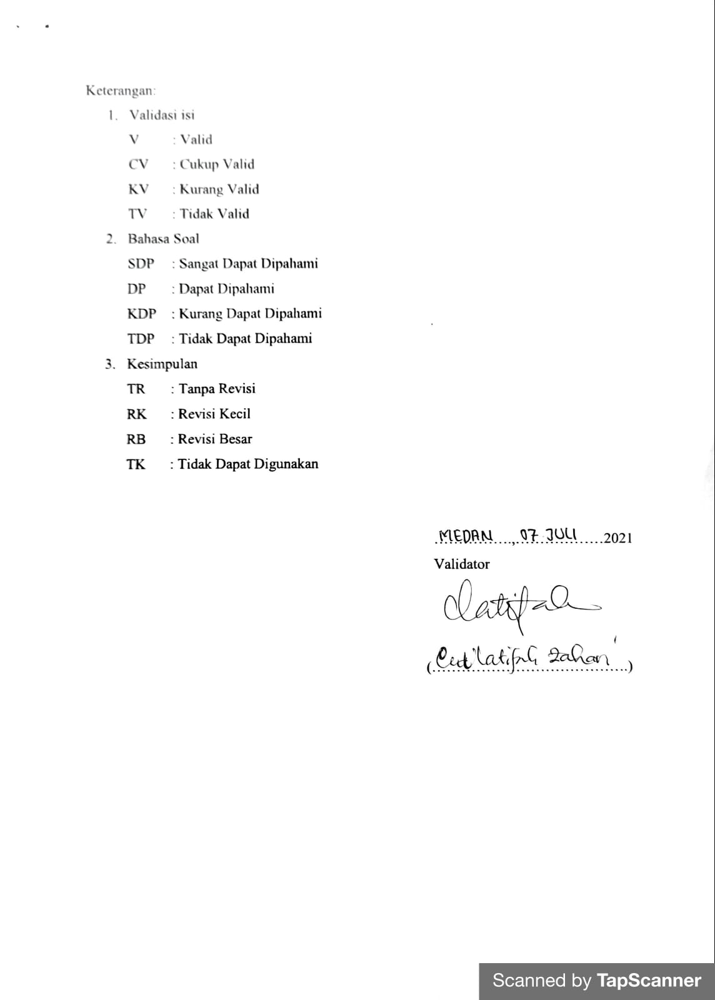 Keterangan:
1. Validasi isi
V : Valid
CV : Cukup Valid
KV : Kurang Valid
TV : Tidak Valid
2. Bahasa Soal
SDP : Sangat Dapat Dipahami
DP : Dapat Dipahami
KDP : Kurang Dapat Dipahami
TDP : Tidak Dapat Dipahami
3. Kesimpulan
TR : Tanpa Revisi
RK : Revisi Kecil
RB : Revisi Besar
TK : Tidak Dapat Digunakan
MEDAN, 07 JULI 2021
Validator
Latifah
(latifah zahari)
Scanned by TapScanner